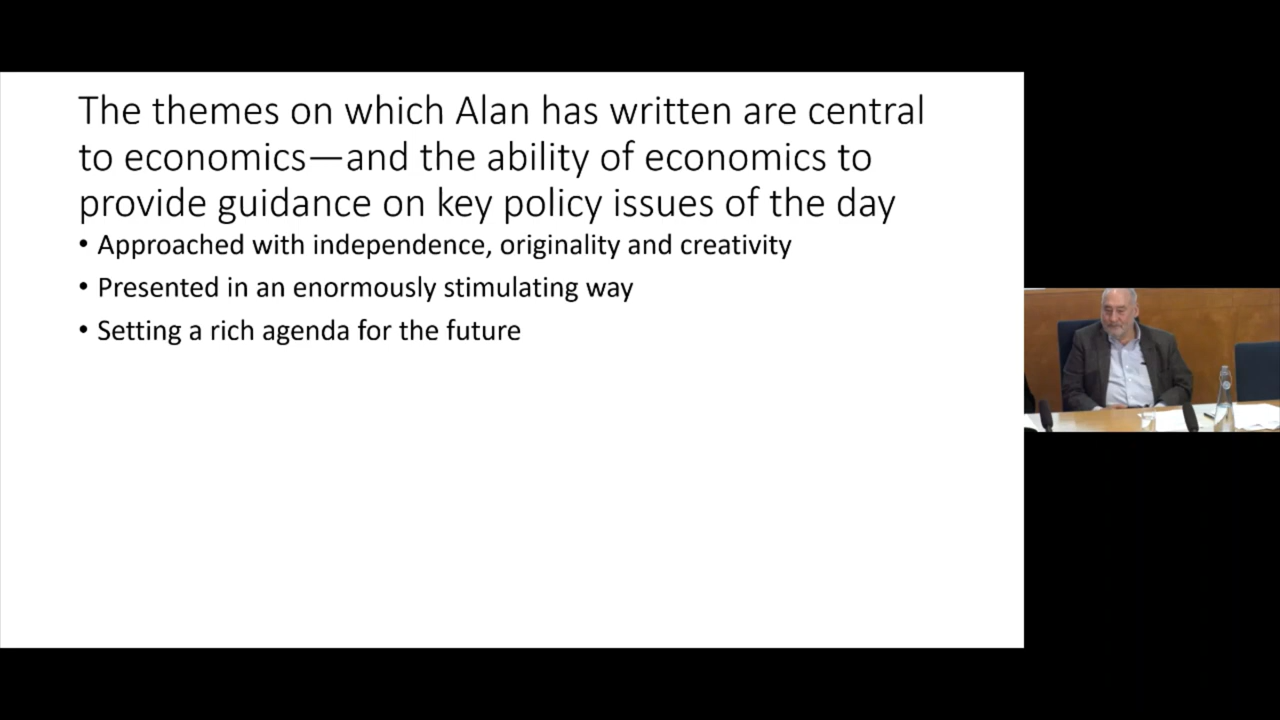 The themes on which Alan has written are central
to economics—and the ability of economics to
provide guidance on key policy issues of the day
• Approached with independence, originality and creativity
• Presented in an enormously stimulating way
• Setting a rich agenda for the future